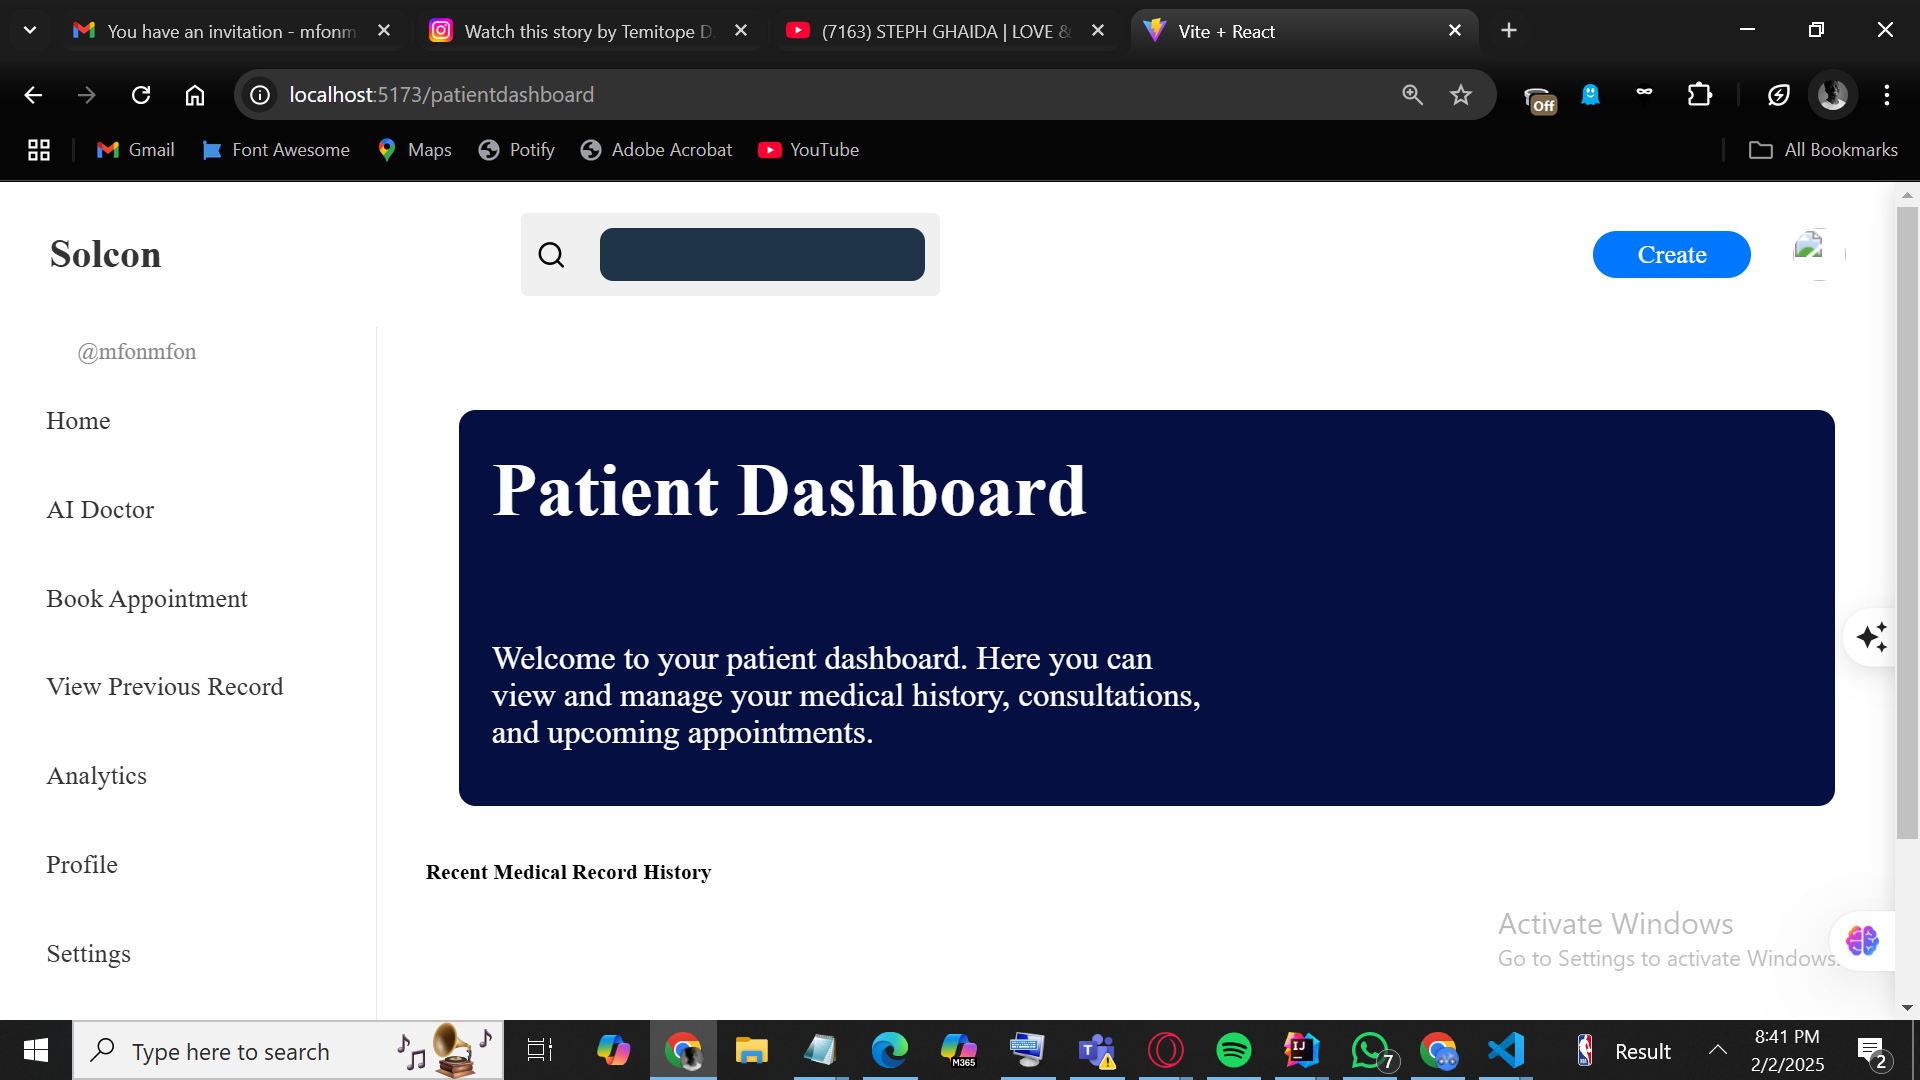 You have an invitation - mfonm
Watch this story by Temitope D
(7163) STEPH GHAIDA | LOVE &
Vite + React
localhost:5173/patientdashboard
Off
Gmail
Font Awesome
Maps
Potify
Adobe Acrobat
YouTube
All Bookmarks
Solcon
Create
@mfonmfon
Home
AI Doctor
Book Appointment
View Previous Record
Analytics
Profile
Settings
Patient Dashboard
Welcome to your patient dashboard. Here you can
view and manage your medical history, consultations,
and upcoming appointments.
Recent Medical Record History
Activate Windows
Go to Settings to activate Windows.
Type here to search
M365
7
Result
8:41 PM
2/2/2025
2